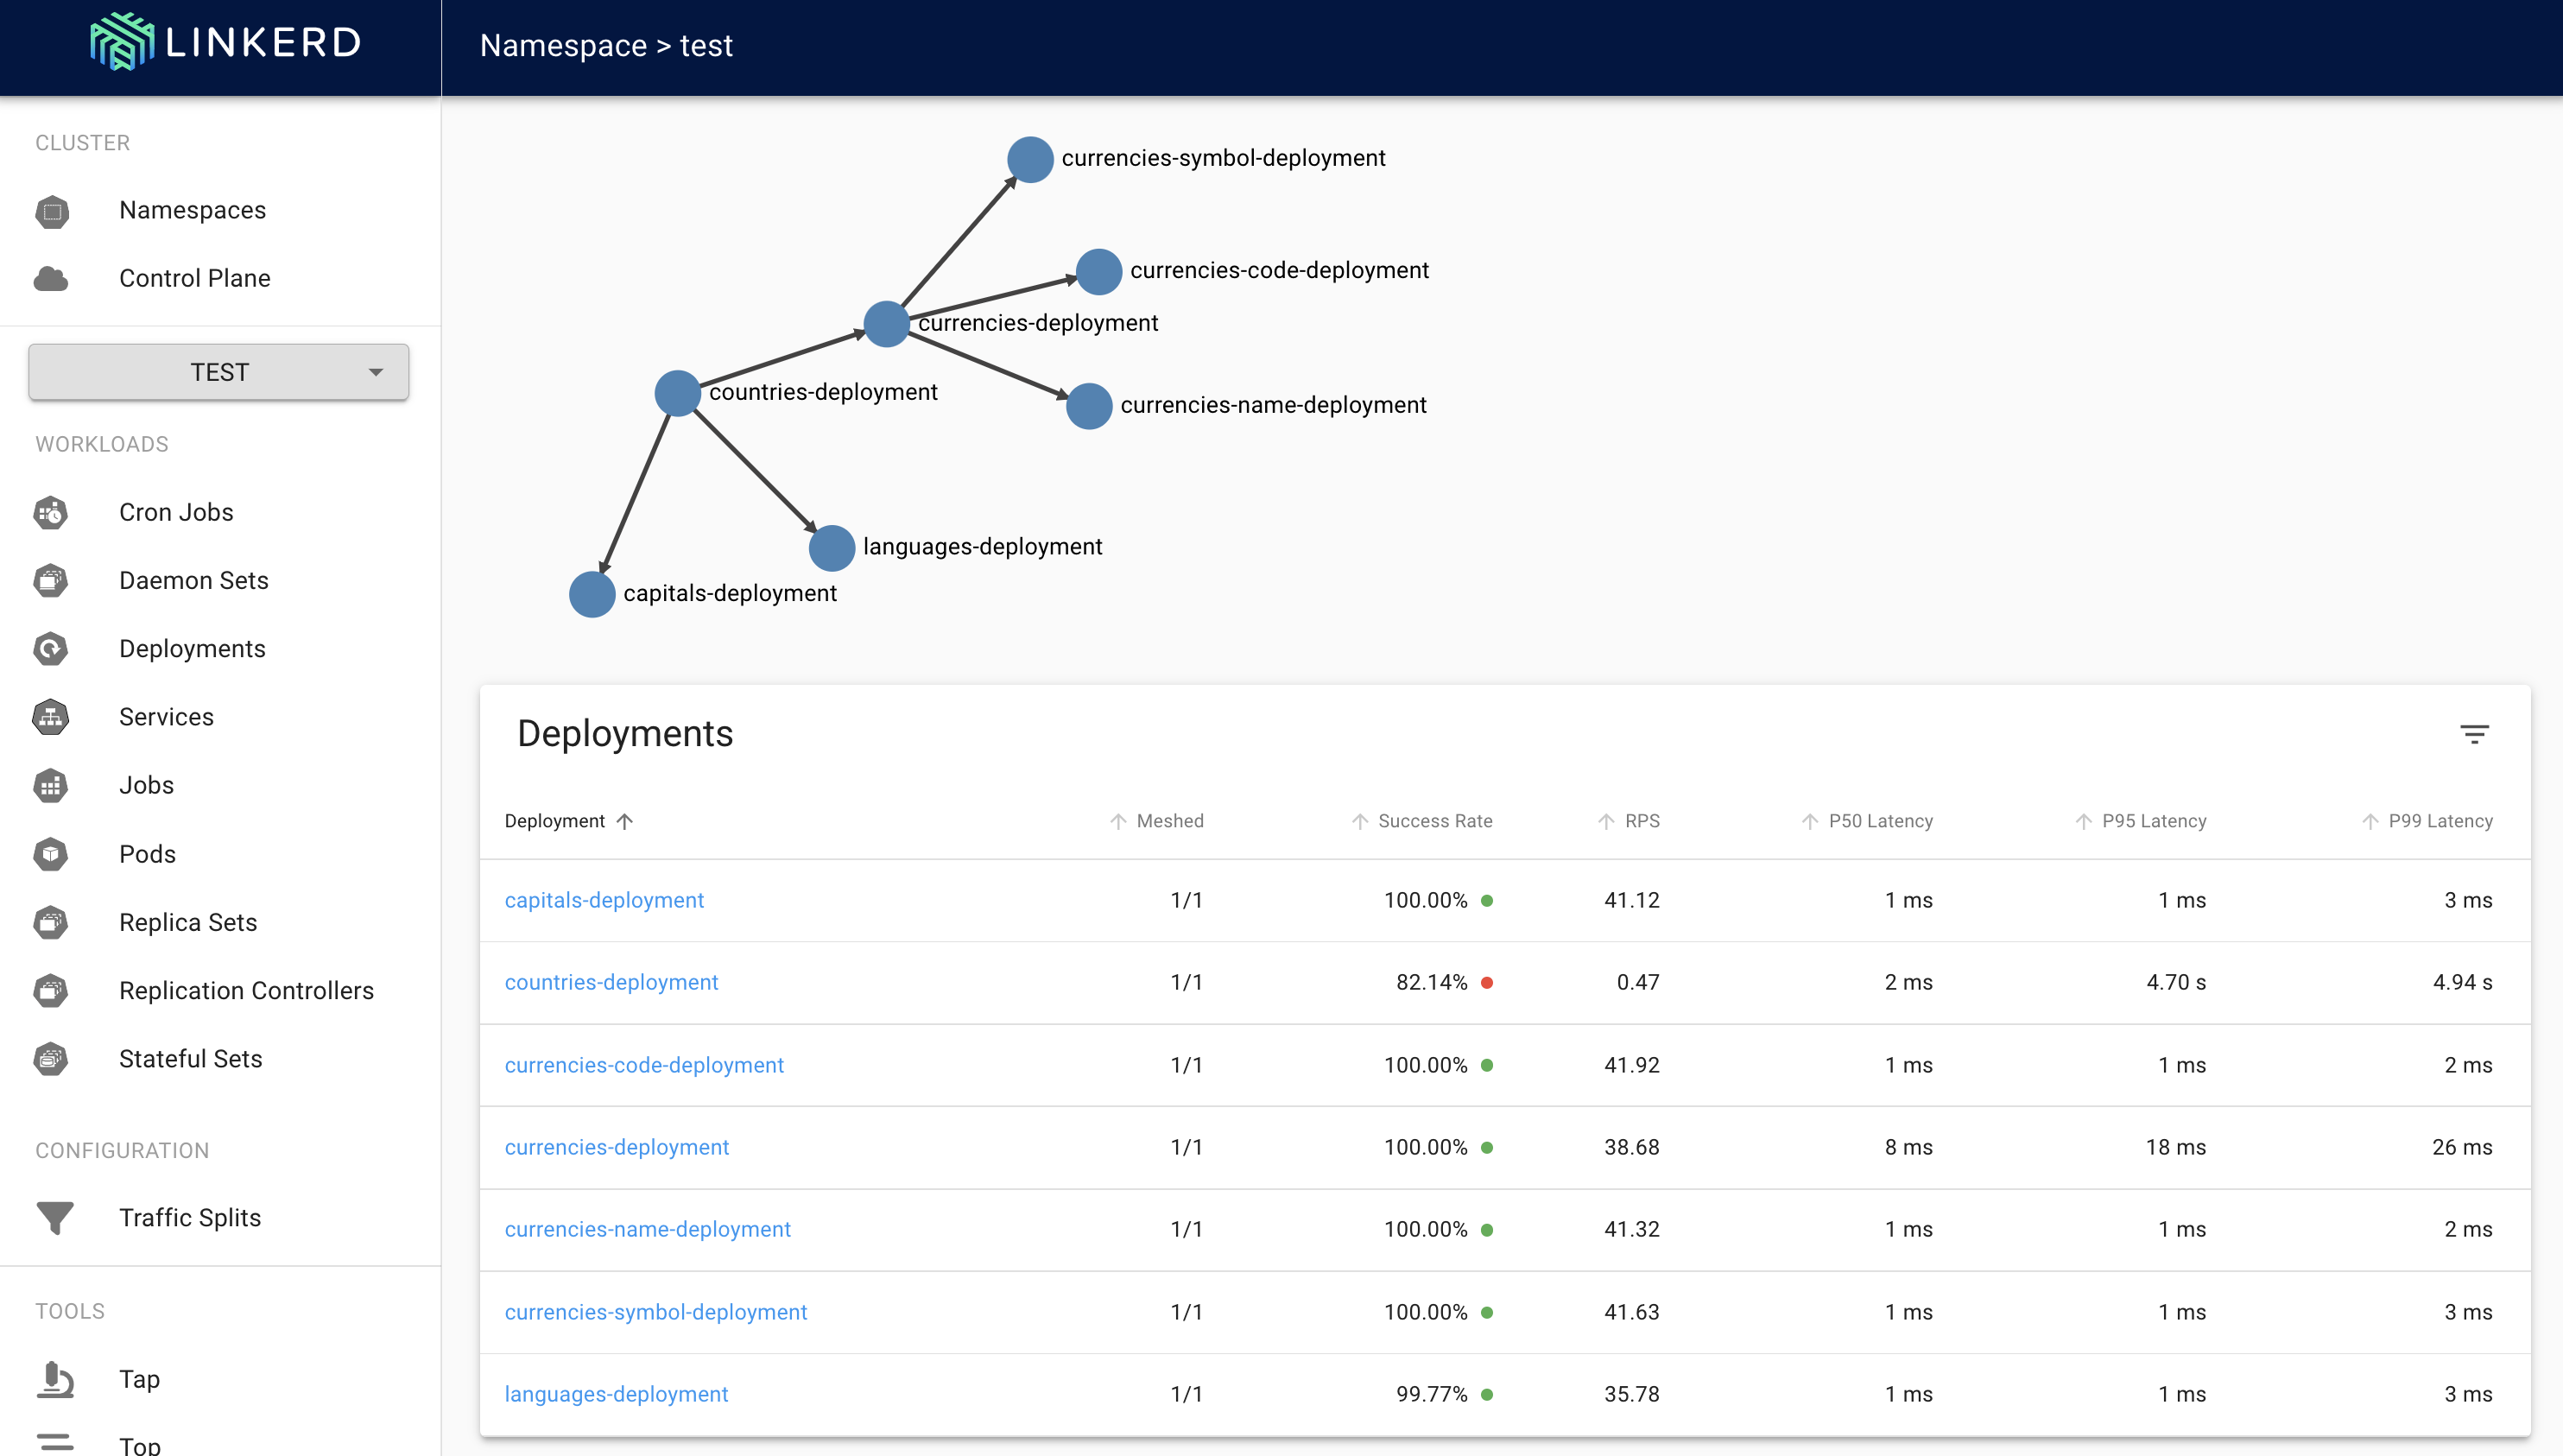 LINKERD
Namespace > test
CLUSTER
Namespaces
Control Plane
TEST
WORKLOADS
Cron Jobs
Daemon Sets
Deployments
Services
Jobs
Pods
Replica Sets
Replication Controllers
Stateful Sets
CONFIGURATION
Traffic Splits
TOOLS
Tap
Top
currencies-symbol-deployment
currencies-code-deployment
currencies-deployment
countries-deployment
currencies-name-deployment
languages-deployment
capitals-deployment
Deployments
Deployment Meshed Success Rate RPS P50 Latency P95 Latency P99 Latency
capitals-deployment 1/1 100.00% 41.12 1 ms 1 ms 3 ms
countries-deployment 1/1 82.14% 0.47 2 ms 4.70 s 4.94 s
currencies-code-deployment 1/1 100.00% 41.92 1 ms 1 ms 2 ms
currencies-deployment 1/1 100.00% 38.68 8 ms 18 ms 26 ms
currencies-name-deployment 1/1 100.00% 41.32 1 ms 1 ms 2 ms
currencies-symbol-deployment 1/1 100.00% 41.63 1 ms 1 ms 3 ms
languages-deployment 1/1 99.77% 35.78 1 ms 1 ms 3 ms